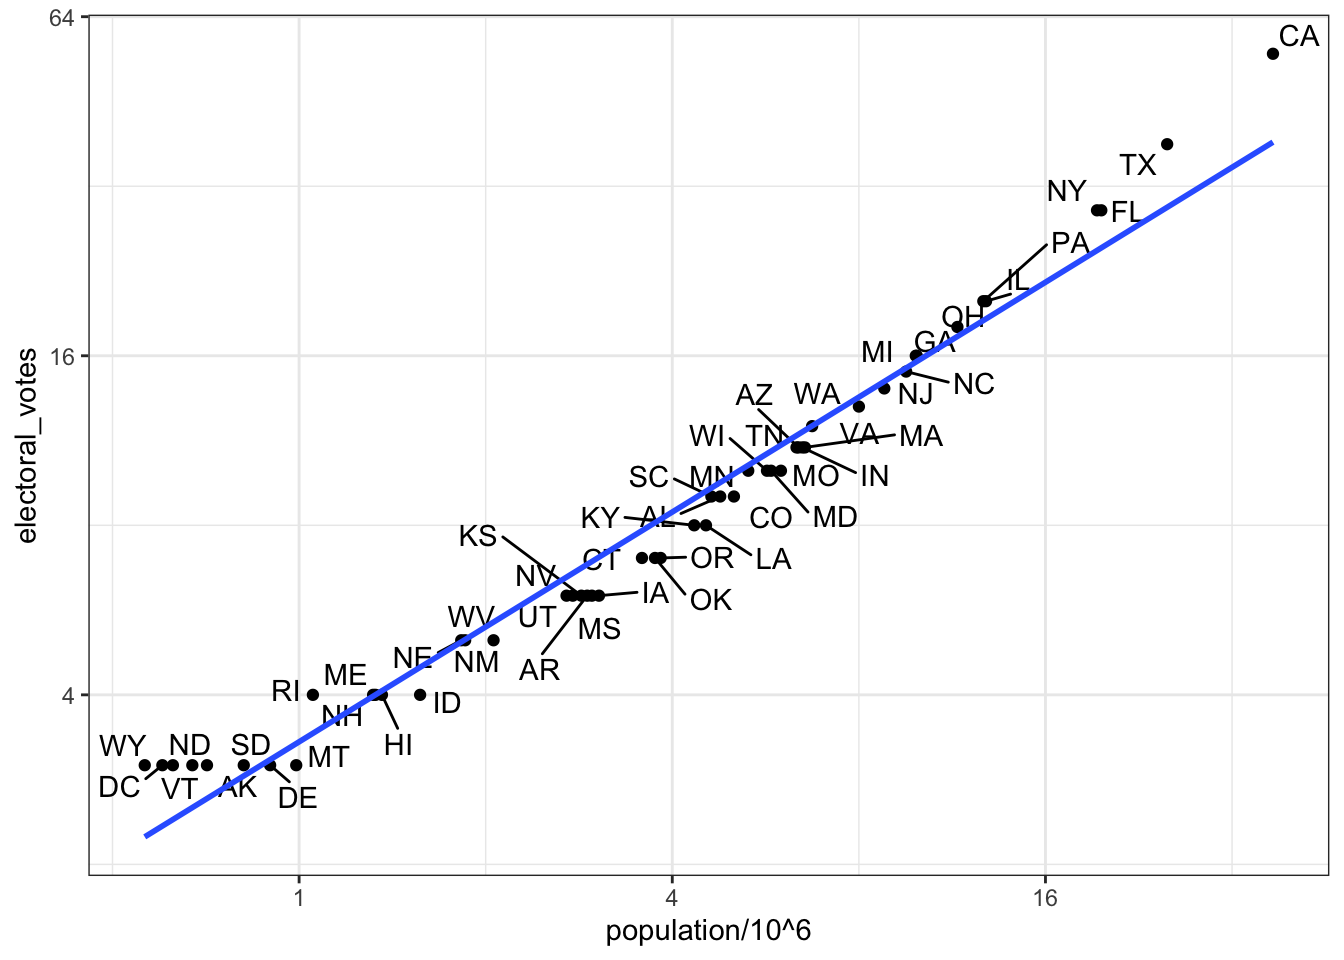 64
CA
TX
NY
FL
PA
IL
OH
GA
MI
16
NC
NJ
WA
AZ
VA
MA
TN
WI
IN
MO
MN
SC
MD
CO
AL
KY
LA
KS
OR
CT
OK
NV
IA
UT
MS
WV
AR
NM
NE
ME
RI
4
ID
NH
HI
WY
ND
SD
MT
DC
VT
AK
DE
1
4
16
population/10^6
electoral_votes